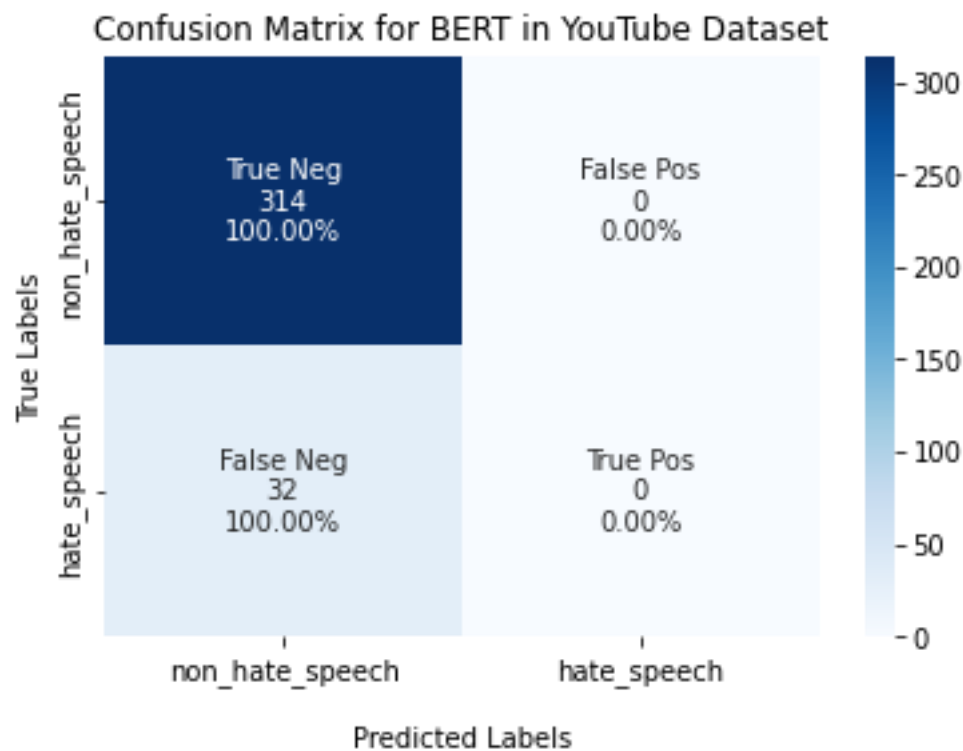 Confusion Matrix for BERT in YouTube Dataset
True Labels
non_hate_speech
hate_speech
True Neg
314
100.00%
False Pos
0
0.00%
False Neg
32
100.00%
True Pos
0
0.00%
non_hate_speech
hate_speech
Predicted Labels
300
250
200
150
100
50
0